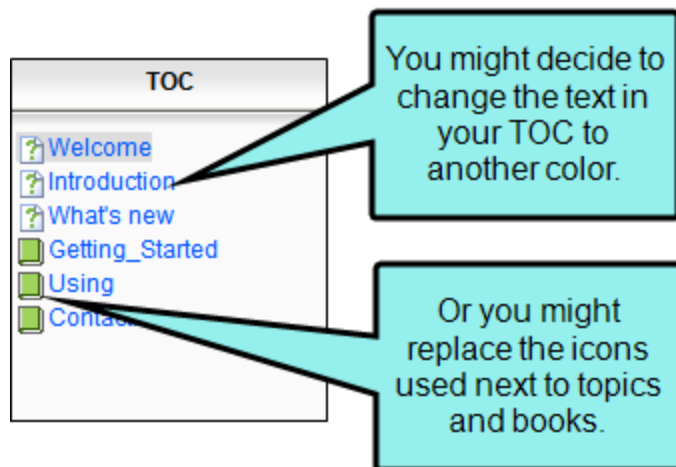 TOC
Welcome
Introduction
What's new
Getting_Started
Using
You might decide to
change the text in
your TOC to
another color.
Or you might
replace the icons
used next to topics
and books.